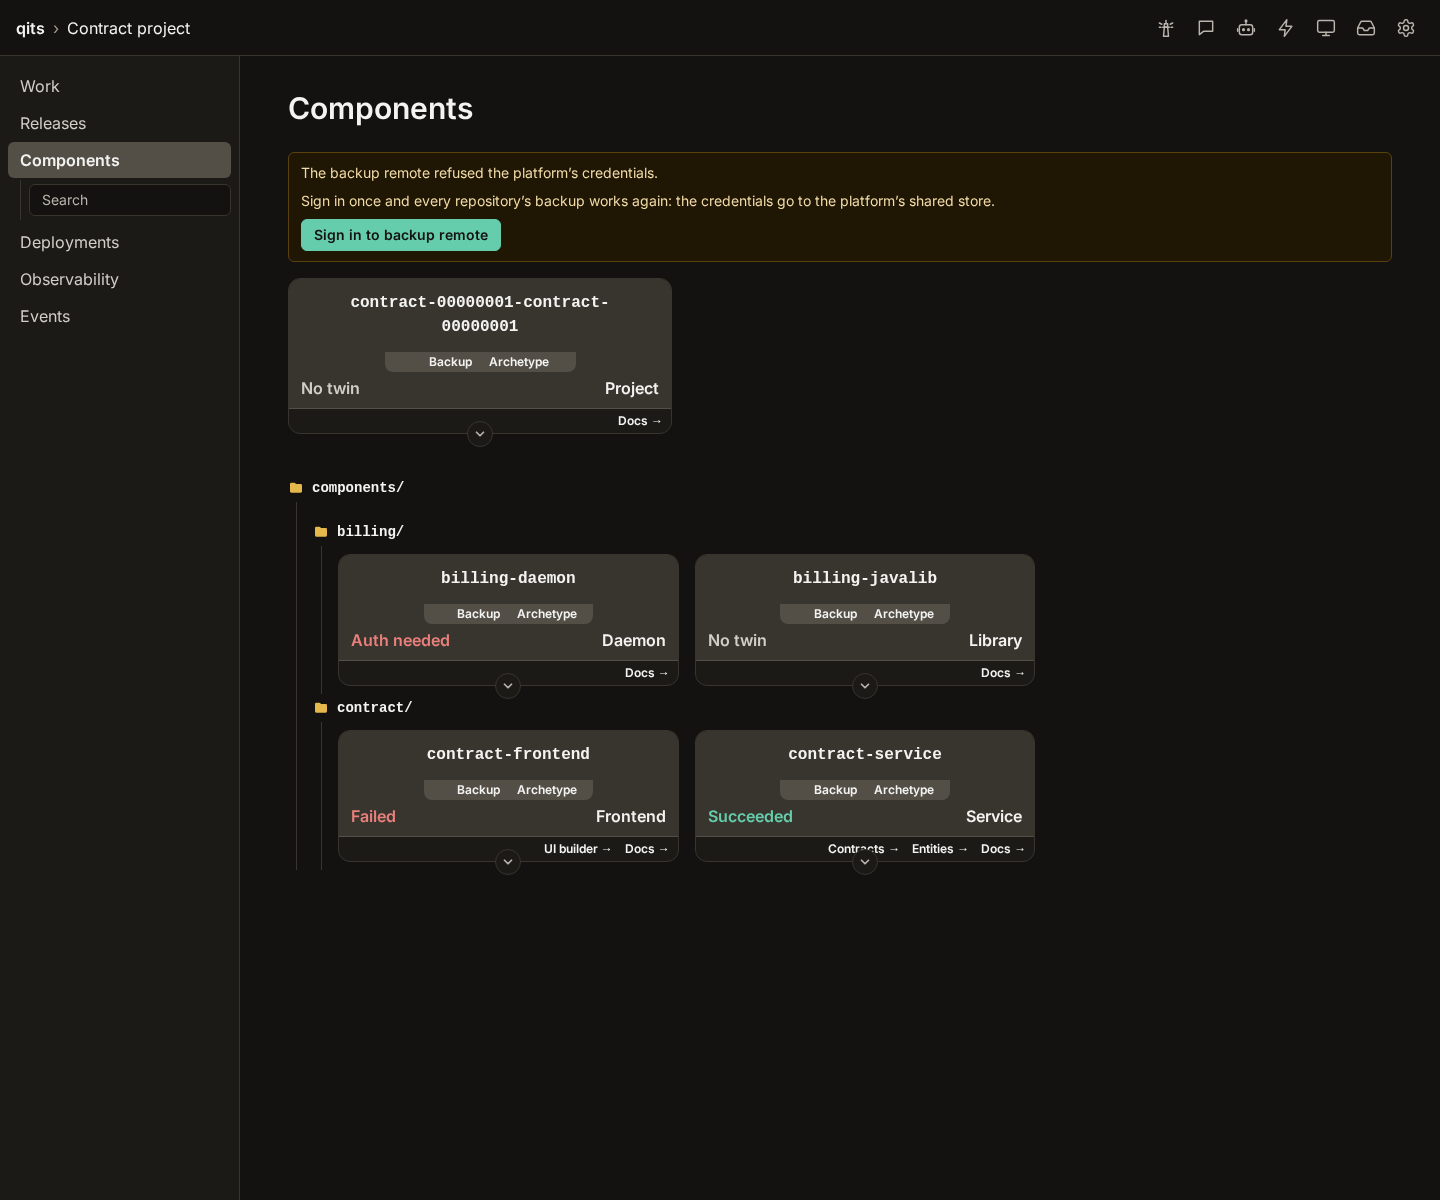 qits › Contract project
Work
Releases
Components
Search
Deployments
Observability
Events
Components
The backup remote refused the platform’s credentials.
Sign in once and every repository’s backup works again: the credentials go to the platform’s shared store.
Sign in to backup remote
contract-00000001-contract-
00000001
Backup Archetype
No twin Project
Docs →
components/
billing/
billing-daemon
Backup Archetype
Auth needed Daemon
Docs →
billing-javalib
Backup Archetype
No twin Library
Docs →
contract/
contract-frontend
Backup Archetype
Failed Frontend
UI builder → Docs →
contract-service
Backup Archetype
Succeeded Service
Contracts → Entities → Docs →